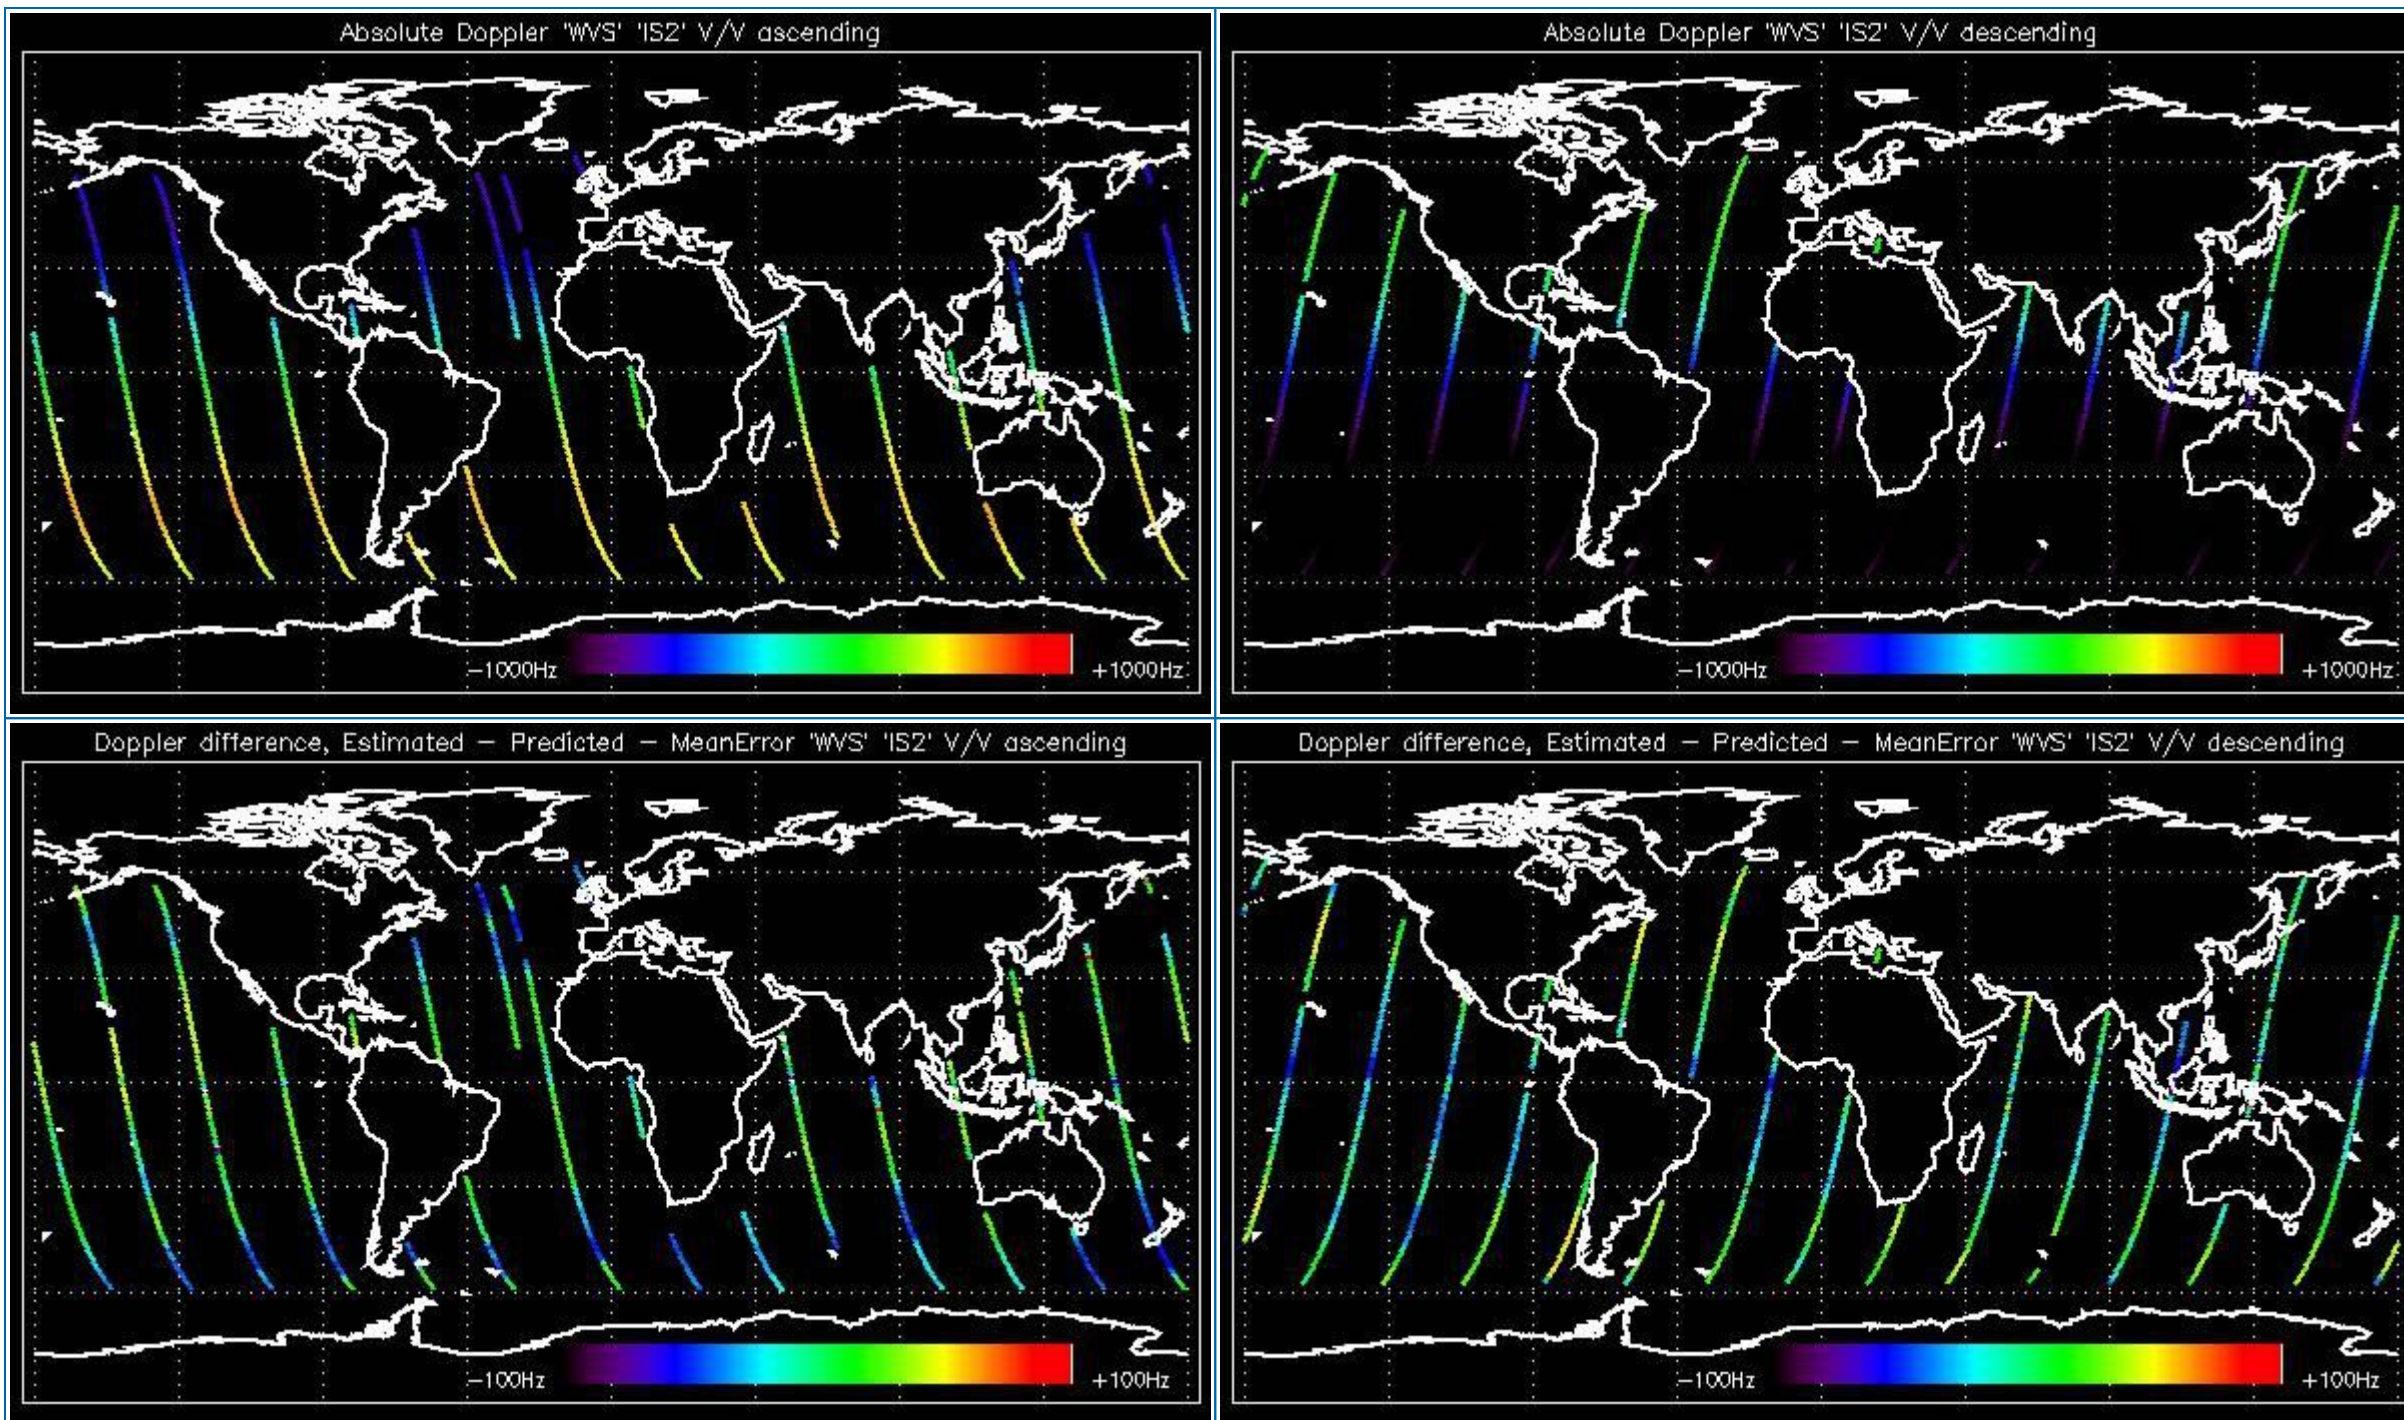 Absolute Doppler 'WVS' 'IS2' V/V ascending
-1000Hz
+1000Hz
Absolute Doppler 'WVS' 'IS2' V/V descending
-1000Hz
+1000Hz
Doppler difference, Estimated - Predicted - MeanError 'WVS' 'IS2' V/V ascending
-100Hz
+100Hz
Doppler difference, Estimated - Predicted - MeanError 'WVS' 'IS2' V/V descending
-100Hz
+100Hz